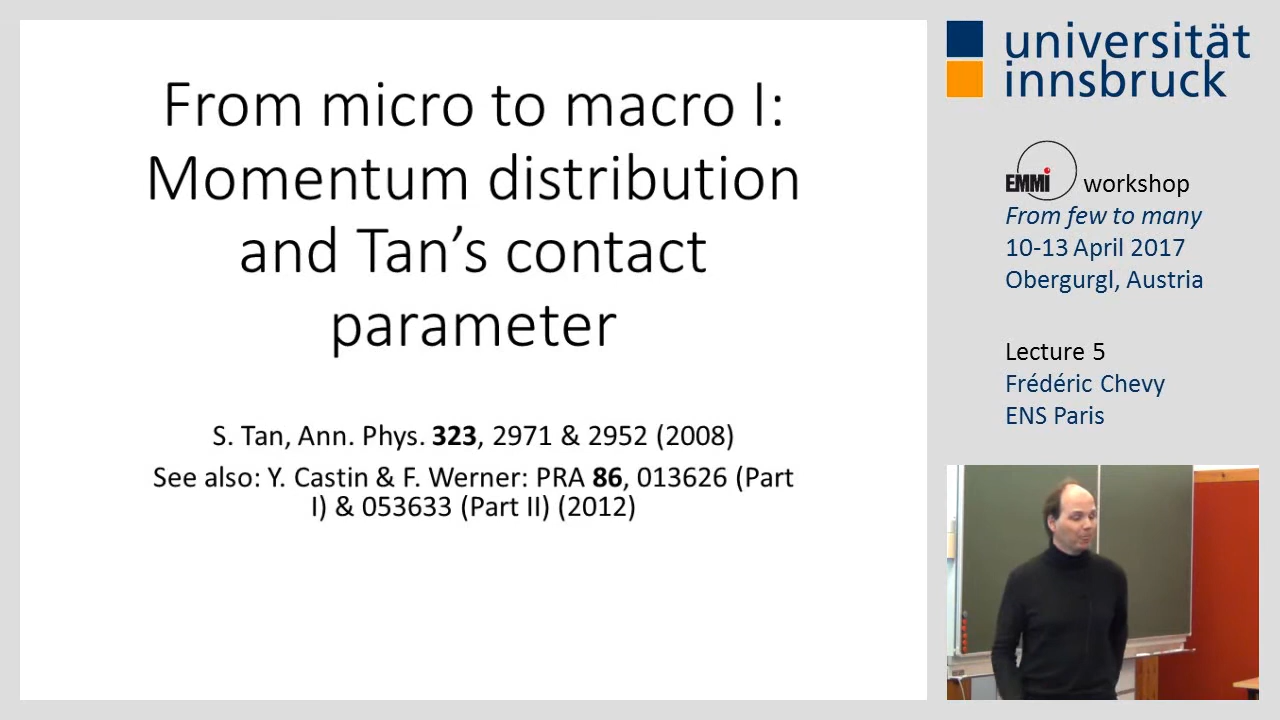 From micro to macro I:
Momentum distribution
and Tan’s contact
parameter
S. Tan, Ann. Phys. 323, 2971 & 2952 (2008)
See also: Y. Castin & F. Werner: PRA 86, 013626 (Part
I) & 053633 (Part II) (2012)
universität
innsbruck
EMMI workshop
From few to many
10-13 April 2017
Obergurgl, Austria
Lecture 5
Frédéric Chevy
ENS Paris